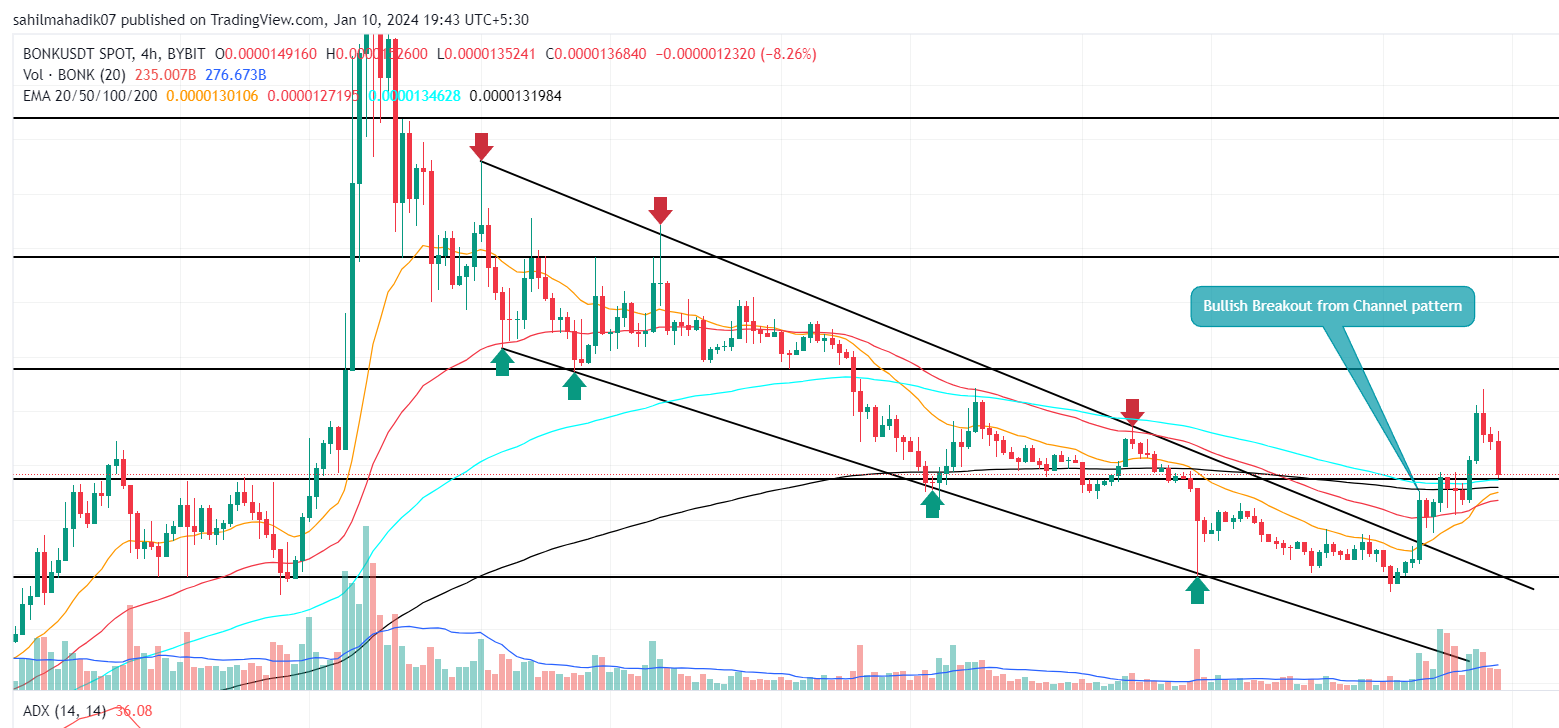 sahilmahadik07 published on TradingView.com, Jan 10, 2024 19:43 UTC+5:30
BONKUSDT SPOT, 4h, BYBIT O0.0000149160 H0.0000152600 L0.0000135241 C0.0000136840 −0.0000012320 (−8.26%)
Vol · BONK (20) 235.007B 276.673B
EMA 20/50/100/200 0.0000130106 0.0000127195 0.0000134628 0.0000131984
Bullish Breakout from Channel pattern
ADX (14, 14) 36.08